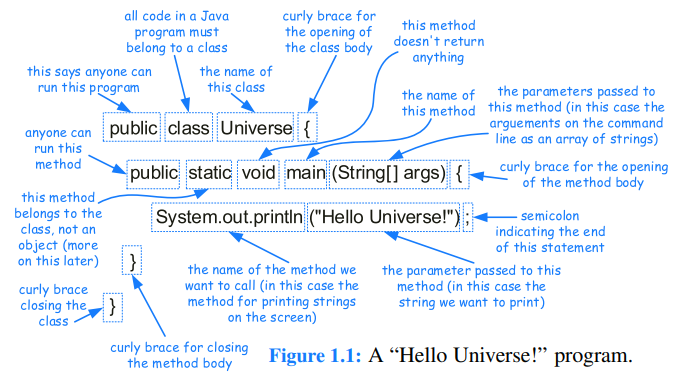 all code in a Java
program must
belong to a class
curly brace for
the opening of
the class body
this method
doesn't return
anything
this says anyone can
run this program
the name of
this class
the name of
this method
the parameters passed to
this method (in this case the
arguements on the command
line as an array of strings)
public class Universe {
anyone can
run this
method
public static void main (String[] args) {
curly brace for the opening
of the method body
this method
belongs to the
class, not an
object (more
on this later)
System.out.println ("Hello Universe!") ;
semicolon
indicating the end
of this statement
}
the name of the method we
want to call (in this case the
method for printing strings
on the screen)
the parameter passed to this
method (in this case the
string we want to print)
curly brace
closing the
class
}
curly brace for closing
the method body
Figure 1.1: A “Hello Universe!” program.